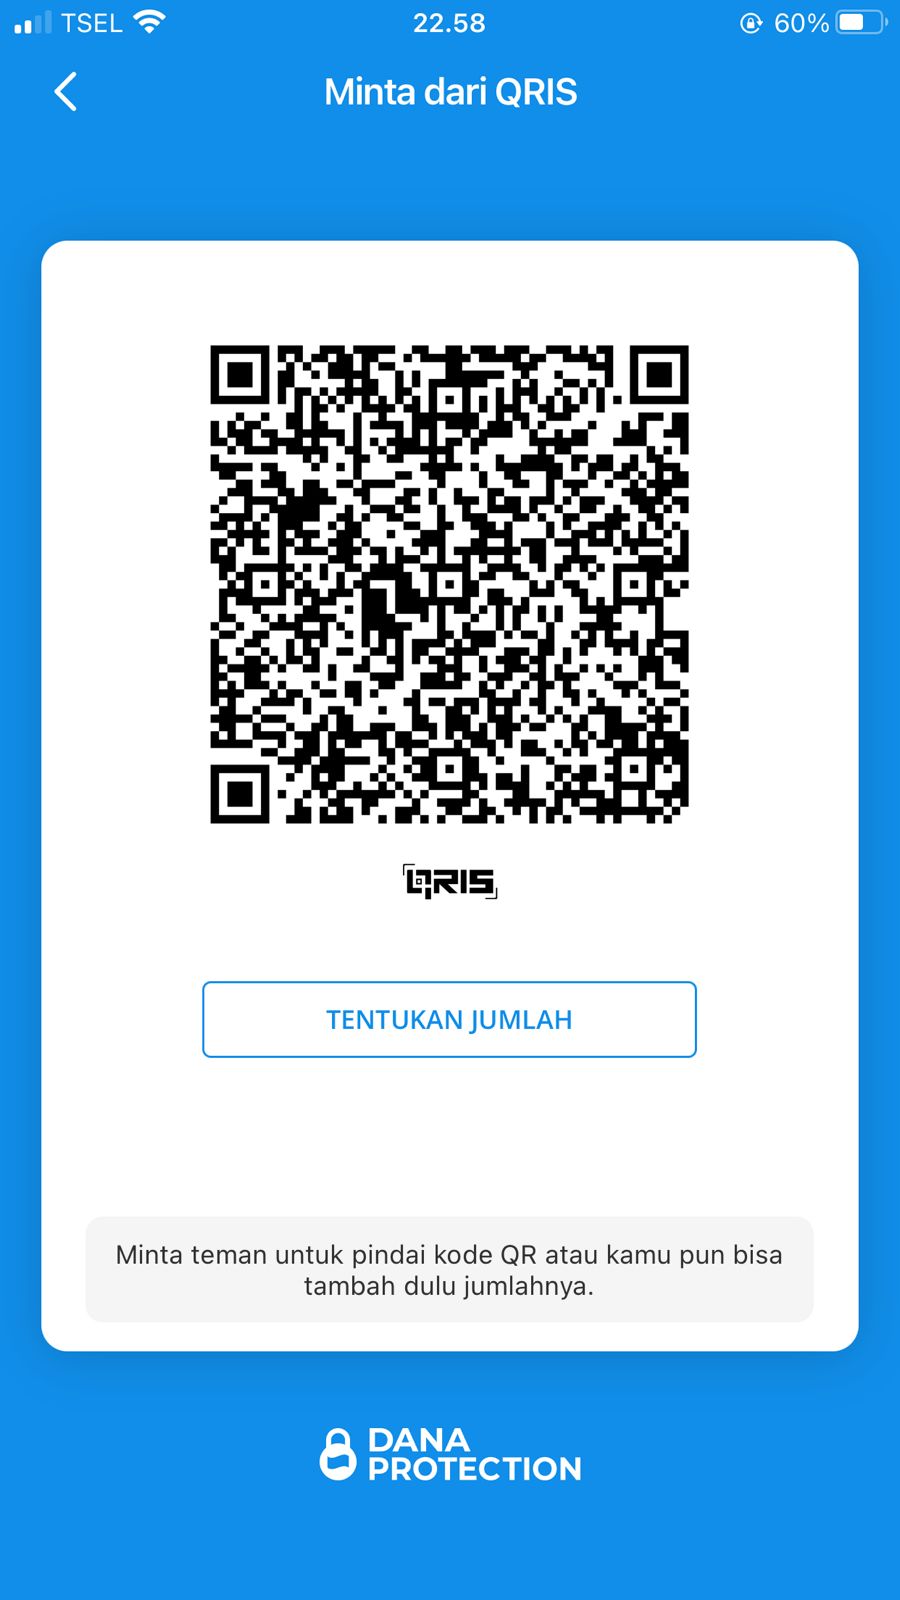 TSEL 22.58 60%
Minta dari QRIS
QRIS
TENTUKAN JUMLAH
Minta teman untuk pindai kode QR atau kamu pun bisa
tambah dulu jumlahnya.
DANA
PROTECTION